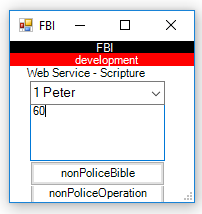 FBI
FBI
development
Web Service - Scripture
1 Peter
60
nonPoliceBible
nonPoliceOperation